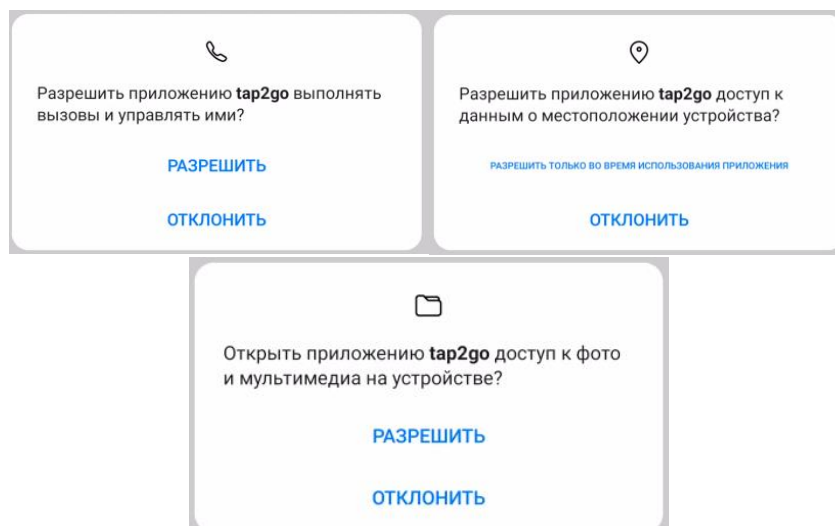 Разрешить приложению tap2go выполнять
вызовы и управлять ими?
РАЗРЕШИТЬ
ОТКЛОНИТЬ
Разрешить приложению tap2go доступ к
данным о местоположении устройства?
РАЗРЕШИТЬ ТОЛЬКО ВО ВРЕМЯ ИСПОЛЬЗОВАНИЯ ПРИЛОЖЕНИЯ
ОТКЛОНИТЬ
Открыть приложению tap2go доступ к фото
и мультимедиа на устройстве?
РАЗРЕШИТЬ
ОТКЛОНИТЬ